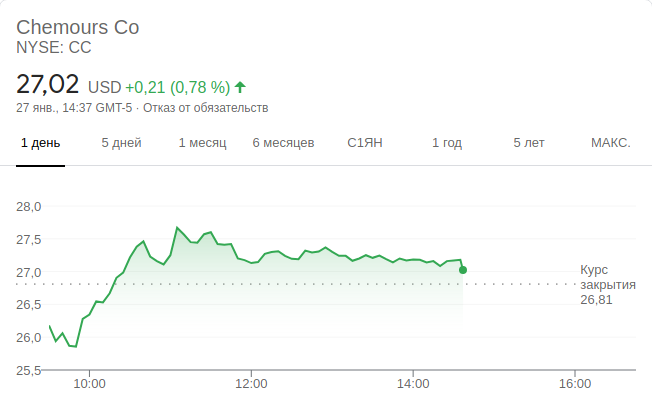 Chemours Co
NYSE: CC
27,02 USD +0,21 (0,78 %)
27 янв., 14:37 GMT-5 · Отказ от обязательств
1 день 5 дней 1 месяц 6 месяцев С1ЯН 1 год 5 лет МАКС.
28,0
27,5
27,0
26,5
26,0
25,5
Курс
закрытия
26,81
10:00 12:00 14:00 16:00